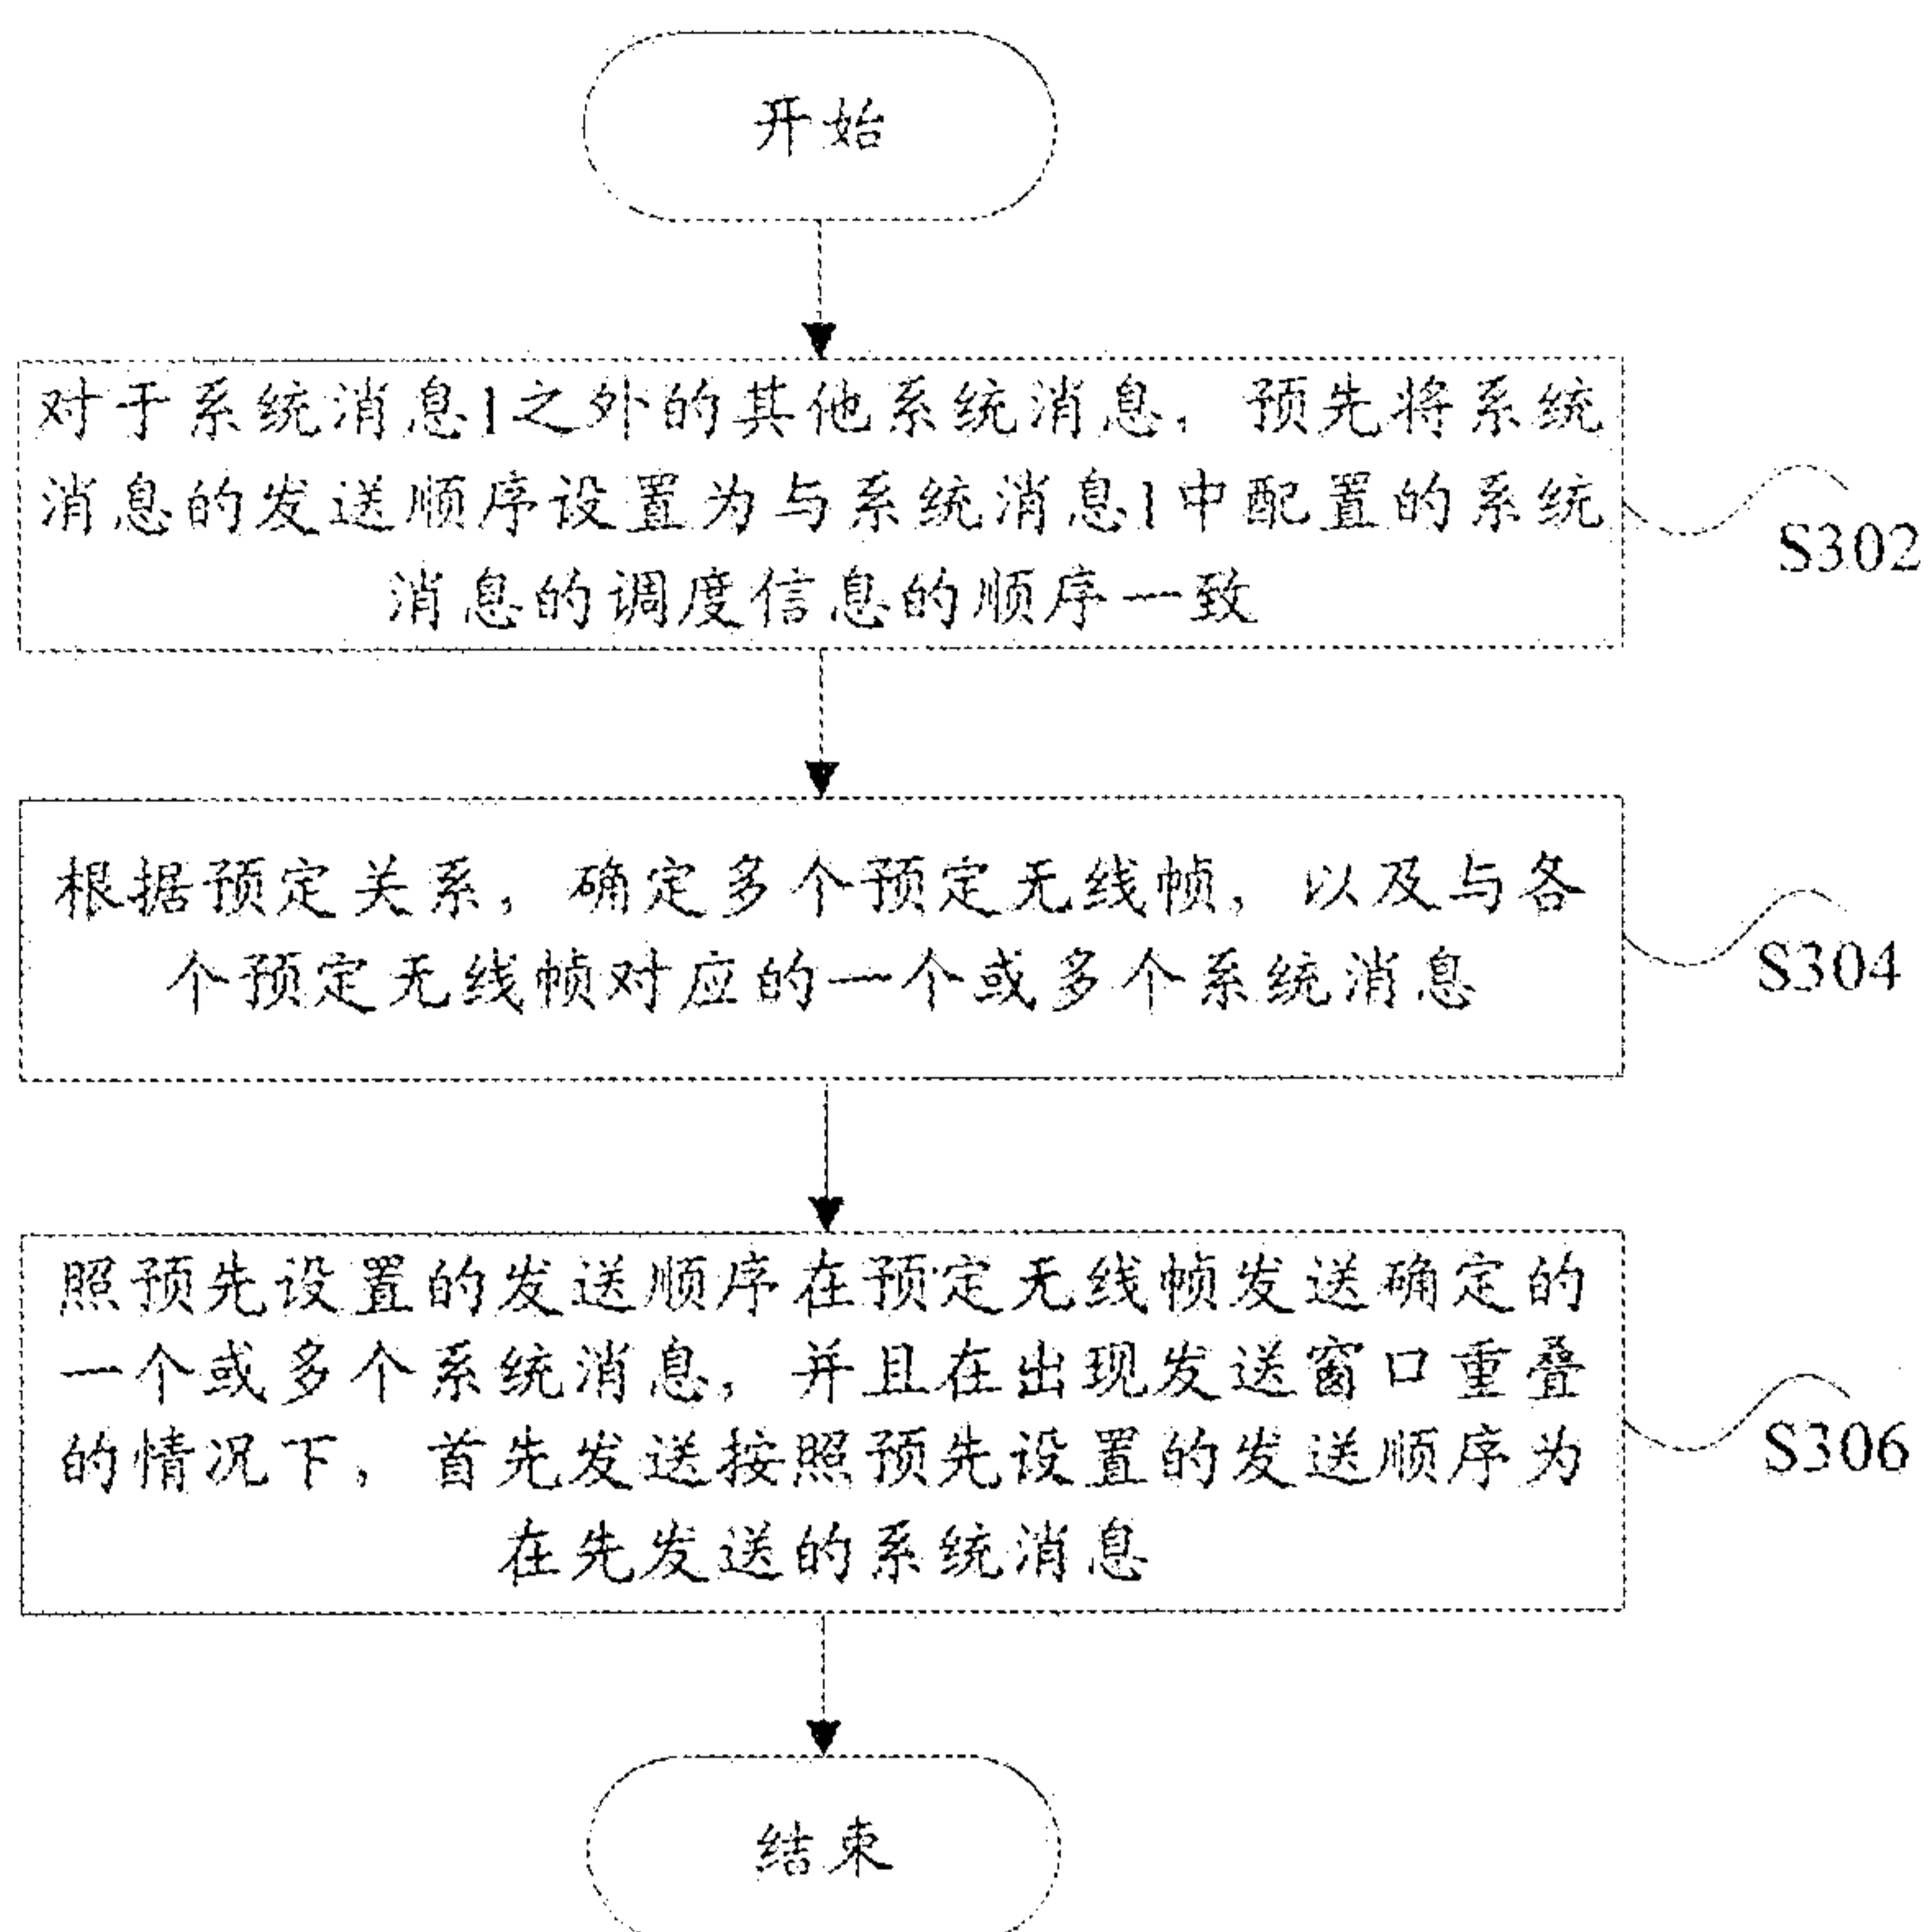 开始
对于系统消息1之外的其他系统消息，预先将系统
消息的发送顺序设置为与系统消息1中配置的系统
消息的调度信息的顺序一致
S302
根据预定关系，确定多个预定无线帧，以及与各
个预定无线帧对应的一个或多个系统消息
S304
照预先设置的发送顺序在预定无线帧发送确定的
一个或多个系统消息，并且在出现发送窗口重叠
的情况下，首先发送按照预先设置的发送顺序为
在先发送的系统消息
S306
结束